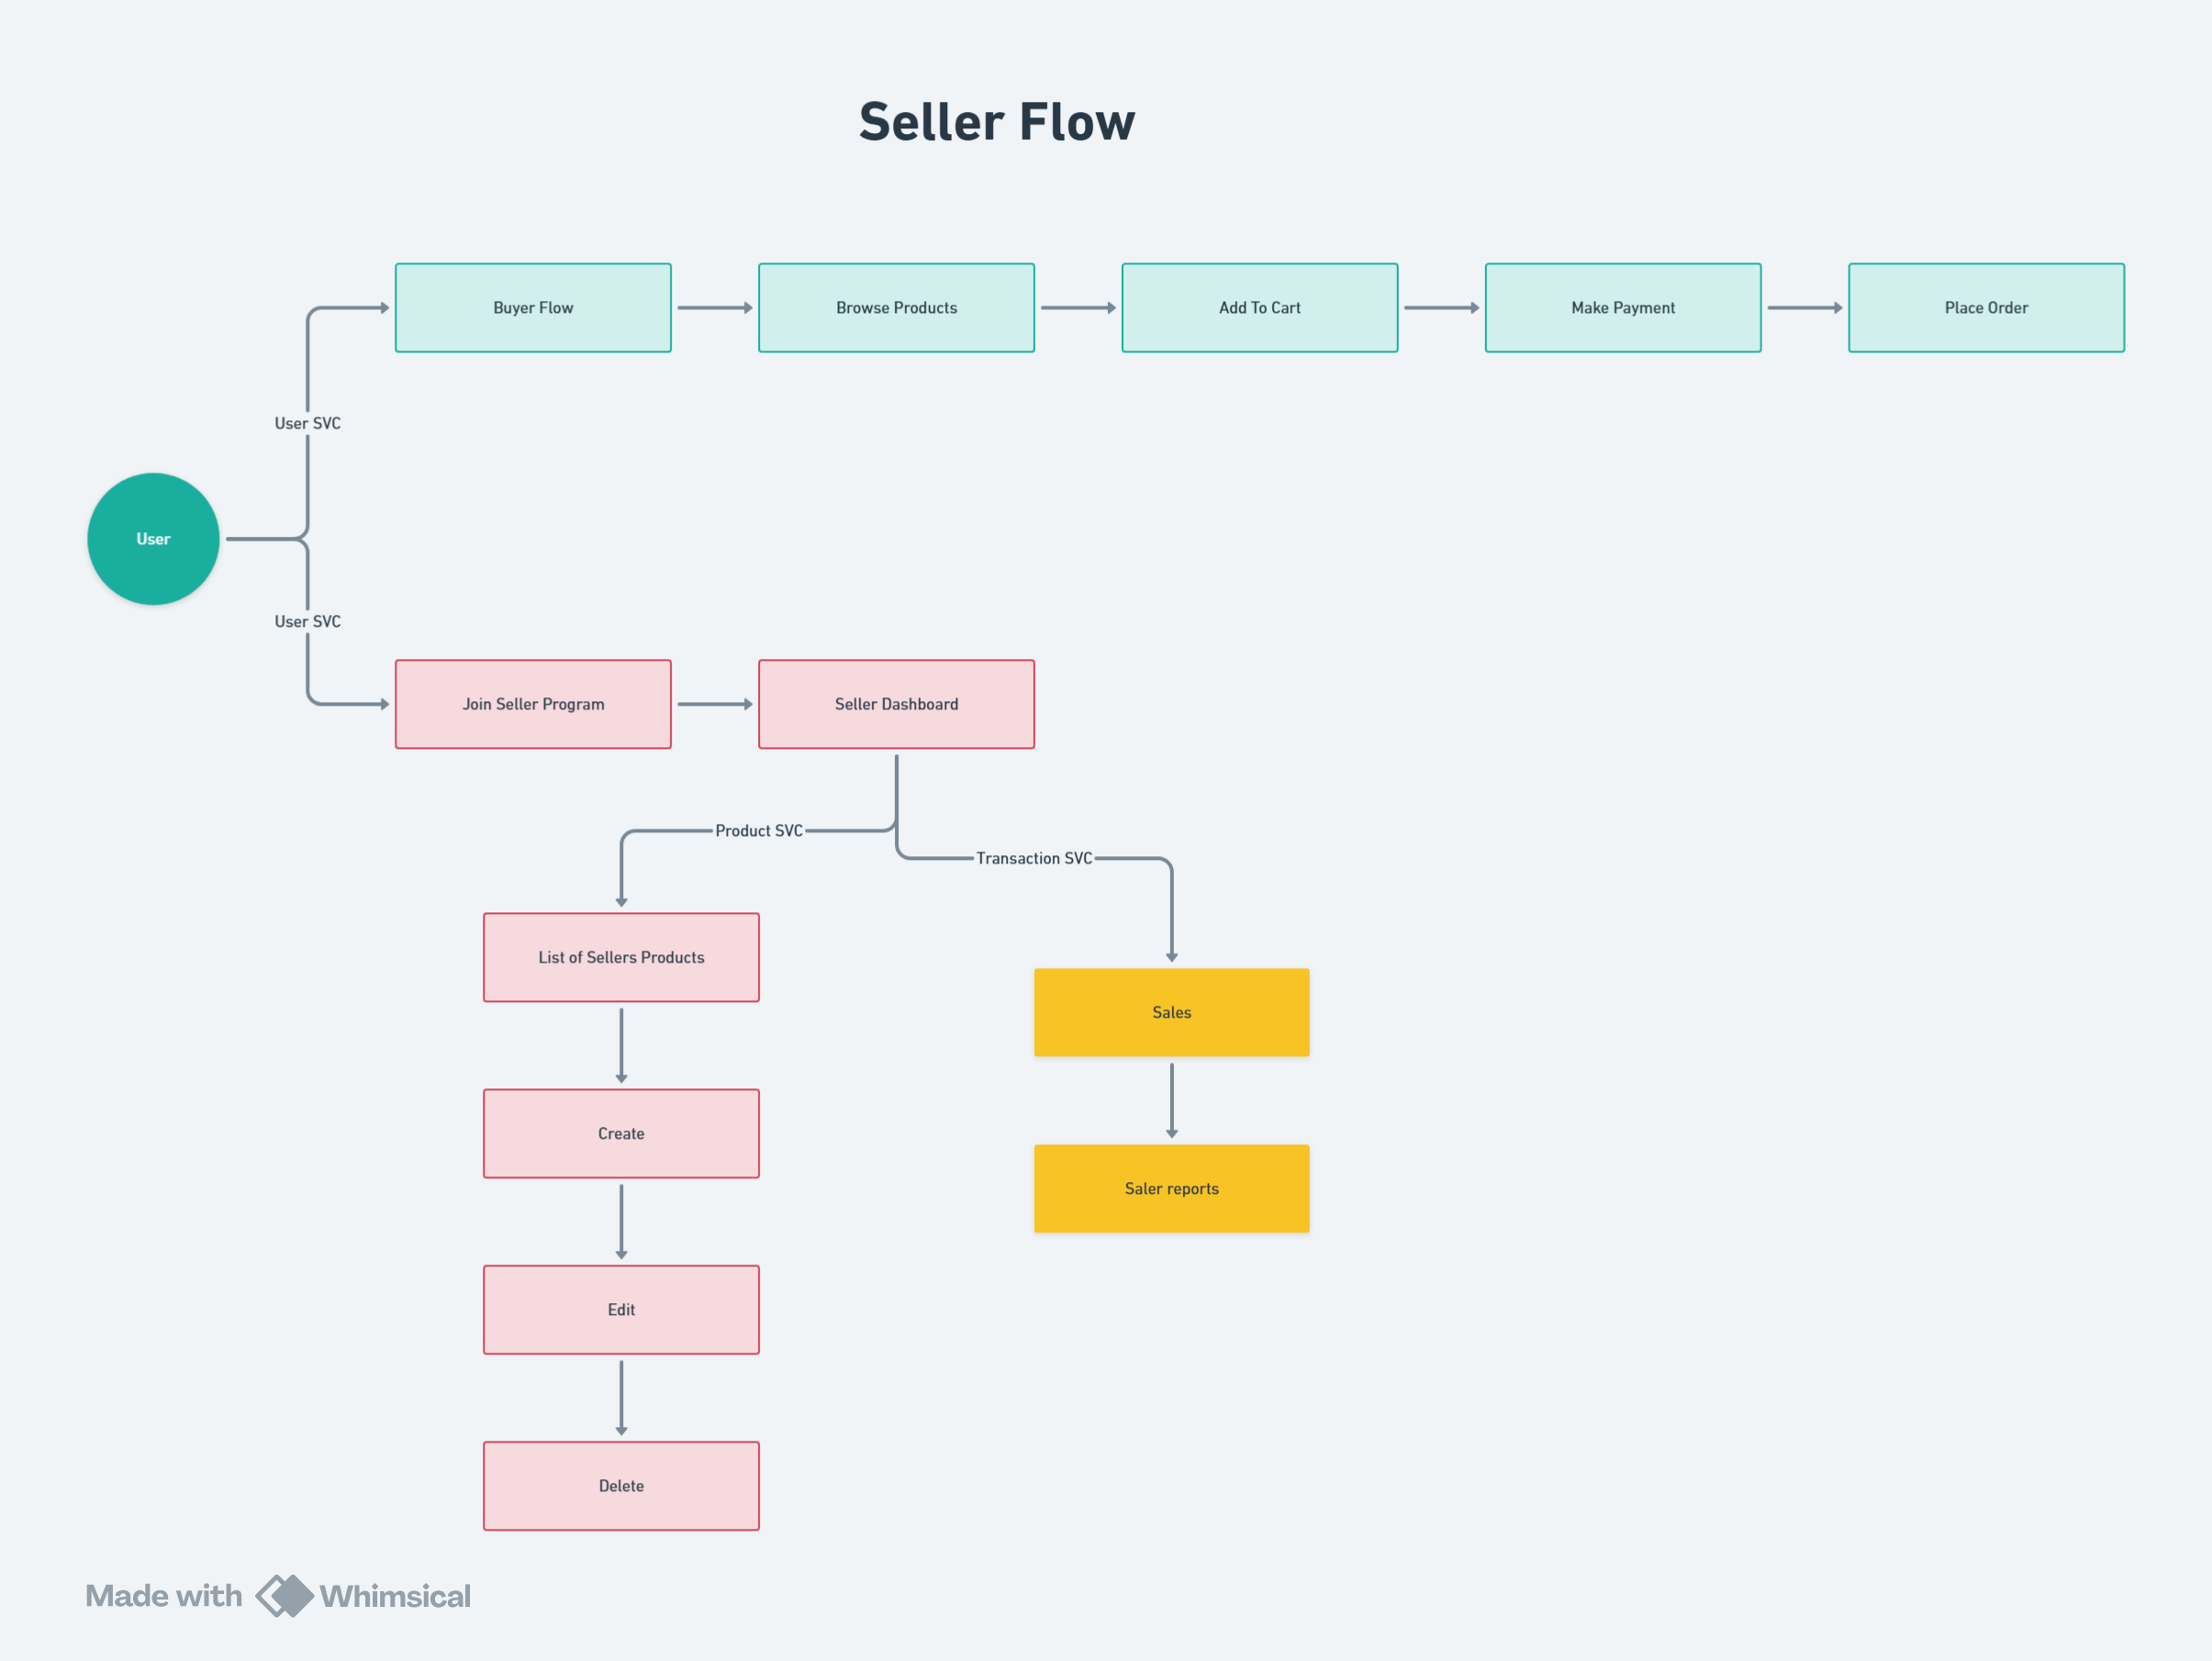 Seller Flow
Buyer Flow
Browse Products
Add To Cart
Make Payment
Place Order
User SVC
User
User SVC
Join Seller Program
Seller Dashboard
Product SVC
Transaction SVC
List of Sellers Products
Sales
Create
Saler reports
Edit
Delete
Made with Whimsical